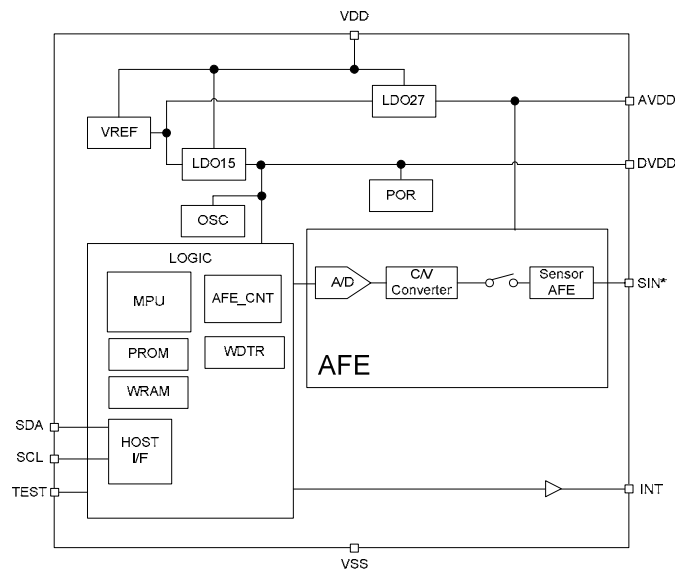 VDD
LDO27
AVDD
VREF
LDO15
DVDD
POR
OSC
LOGIC
MPU
AFE_CNT
A/D
C/V
Converter
Sensor
AFE
SIN*
PROM
WDTR
AFE
WRAM
SDA
HOST
I/F
SCL
TEST
INT
VSS